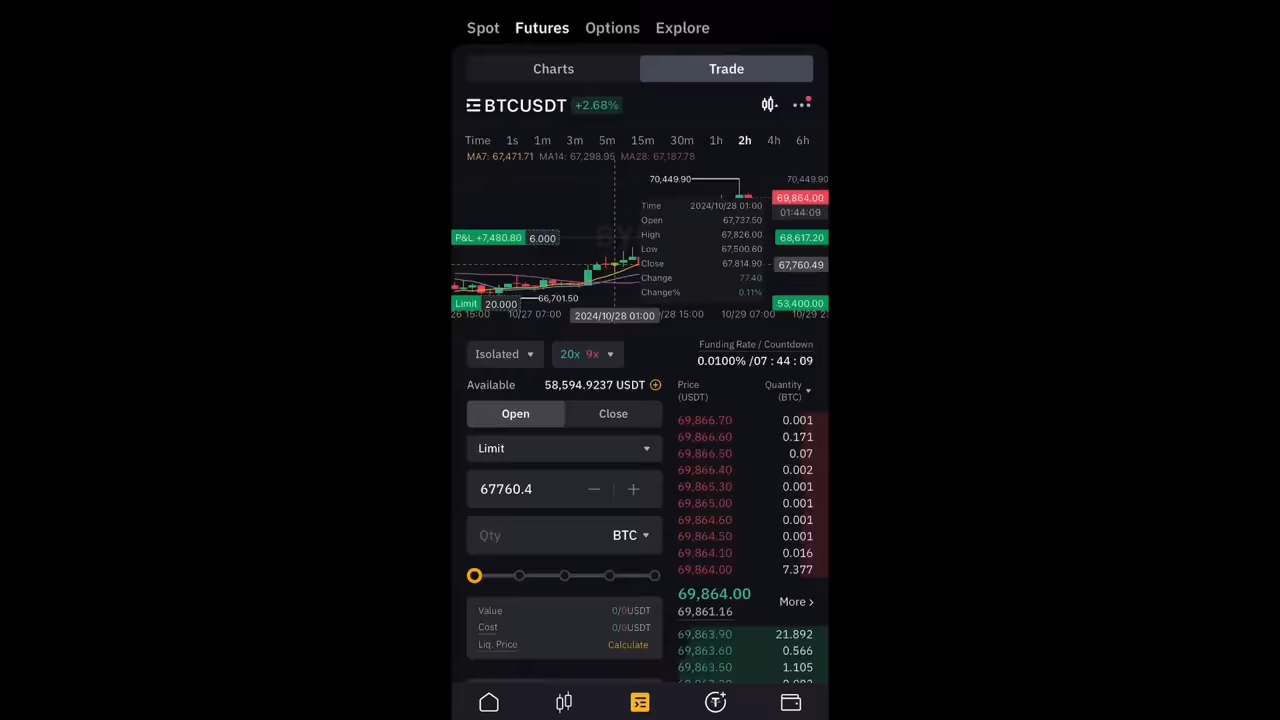 Spot Futures Options Explore
Charts Trade
BTCUSDT +2.68%
Time 1s 1m 3m 5m 15m 30m 1h 2h 4h 6h
MA7: 67,471.71 MA14: 67,298.95 MA28: 67,187.78
70,449.90 70,449.90
69,864.00
01:44:09
Time 2024/10/28 01:00
Open 67,737.50
High 67,826.00
Low 67,500.60
Close 67,814.90
Change 77.40
Change% 0.11%
P&L +7,480.80 6.000 68,617.20
67,760.49
66,701.50
Limit 20.000 53,400.00
26 15:00 10/27 07:00 2024/10/28 01:00 /28 15:00 10/29 07:00 10/29 2
Isolated 20x 9x
Funding Rate / Countdown
0.0100% /07 : 44 : 09
Available 58,594.9237 USDT
Open Close
Limit
67760.4
Qty BTC
Value 0/0USDT
Cost 0/0USDT
Liq. Price Calculate
Price Quantity
(USDT) (BTC)
69,866.70 0.001
69,866.60 0.171
69,866.50 0.07
69,866.40 0.002
69,865.30 0.001
69,865.00 0.001
69,864.60 0.001
69,864.50 0.001
69,864.10 0.016
69,864.00 7.377
69,864.00
69,861.16 More
69,863.90 21.892
69,863.60 0.566
69,863.50 1.105